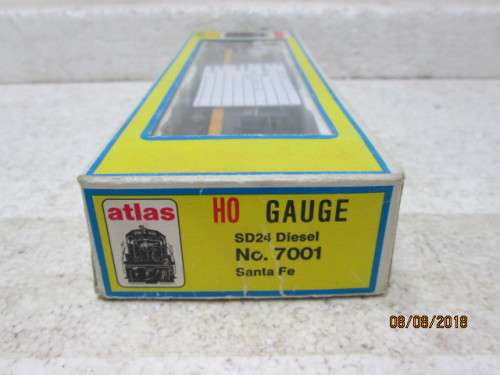 atlas
HO GAUGE
SD24 Diesel
No. 7001
Santa Fe
08/08/2018